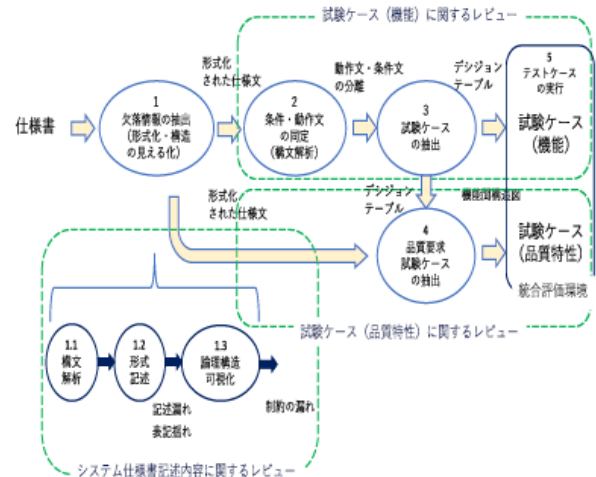 試験ケース（機能）に関するレビュー
形式化
された仕様文
動作文・条件文
の分離
デシジョン
テーブル
5
テストケース
の実行
仕様書
1
欠落情報の抽出
（形式化・構造
の見える化）
2
条件・動作文
の同定
（構文解析）
3
試験ケース
の抽出
試験ケース
（機能）
形式化
された仕様文
デシジョン
テーブル
機能間構造図
4
品質要求
試験ケース
の抽出
試験ケース
（品質特性）
統合評価環境
試験ケース（品質特性）に関するレビュー
1.1
構文
解析
1.2
形式
記述
1.3
論理構造
可視化
記述漏れ
表記揺れ
制約の漏れ
システム仕様書記述内容に関するレビュー